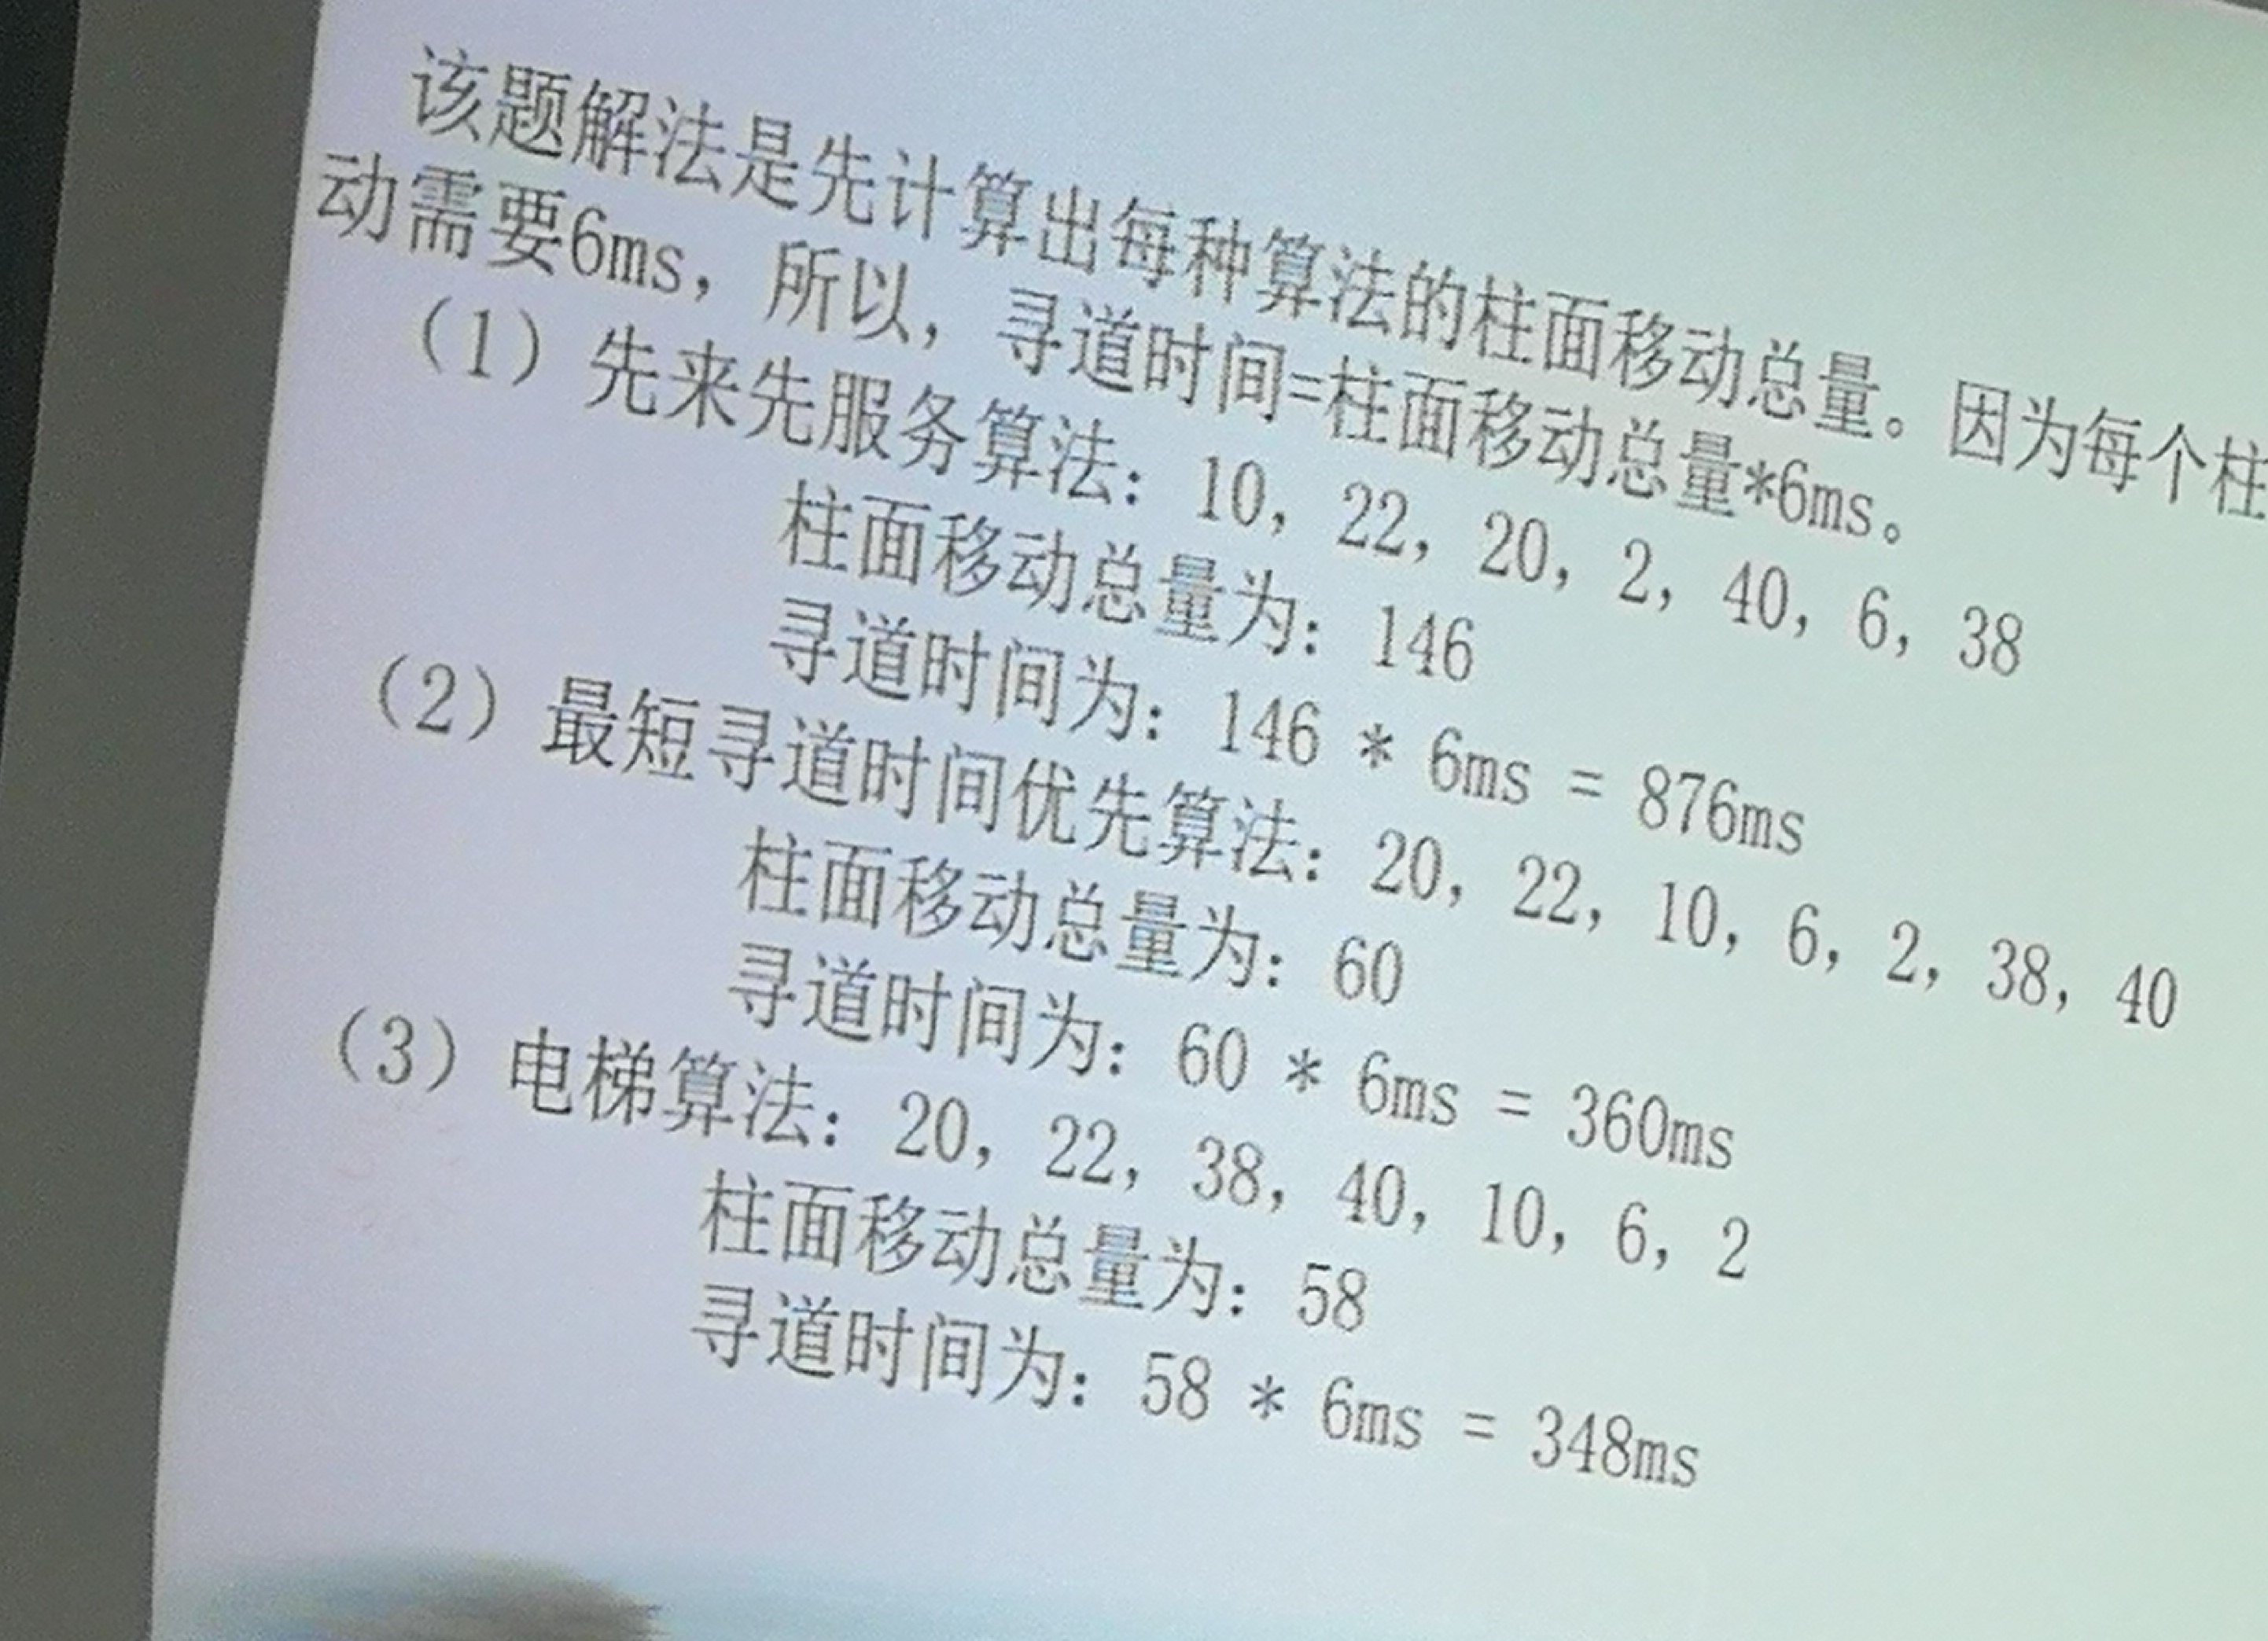 该题解法是先计算出每种算法的柱面移动总量。因为每个柱
动需要6ms，所以，寻道时间=柱面移动总量*6ms。
（1）先来先服务算法：10，22，20，2，40，6，38
柱面移动总量为：146
寻道时间为：146 * 6ms = 876ms
（2）最短寻道时间优先算法：20，22，10，6，2，38，40
柱面移动总量为：60
寻道时间为：60 * 6ms = 360ms
（3）电梯算法：20，22，38，40，10，6，2
柱面移动总量为：58
寻道时间为：58 * 6ms = 348ms